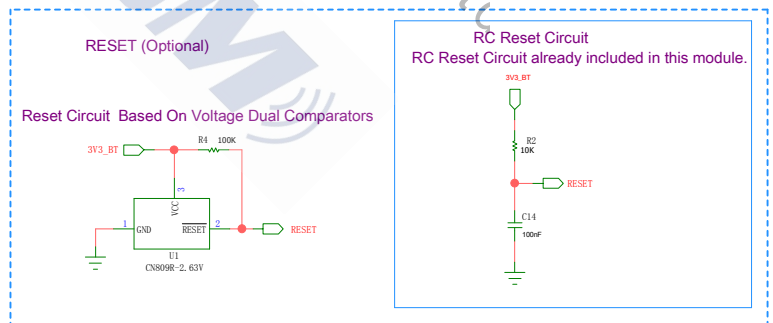 RESET (Optional)
Reset Circuit Based On Voltage Dual Comparators
3V3_BT
R4 100K
3
VCC
1
GND
RESET
2
RESET
U1
CN809R-2.63V
RC Reset Circuit
RC Reset Circuit already included in this module.
3V3_BT
R2
10K
RESET
C14
100nF